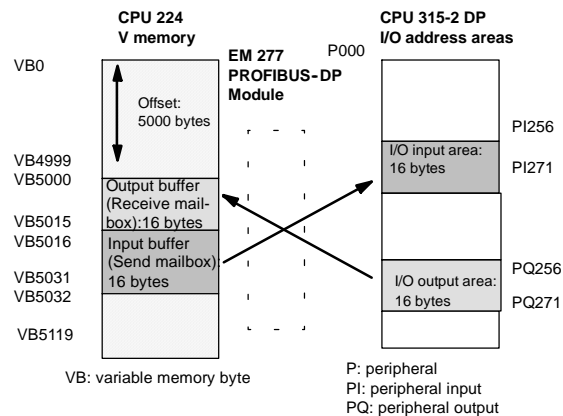 CPU 224
V memory
CPU 315-2 DP
I/O address areas
EM 277
PROFIBUS-DP
Module
P000
VB0
Offset:
5000 bytes
VB4999
VB5000
Output buffer
(Receive mail-
box):16 bytes
VB5015
VB5016
Input buffer
(Send mailbox):
16 bytes
VB5031
VB5032
VB5119
PI256
I/O input area:
16 bytes
PI271
PQ256
I/O output area:
16 bytes
PQ271
VB: variable memory byte
P: peripheral
PI: peripheral input
PQ: peripheral output